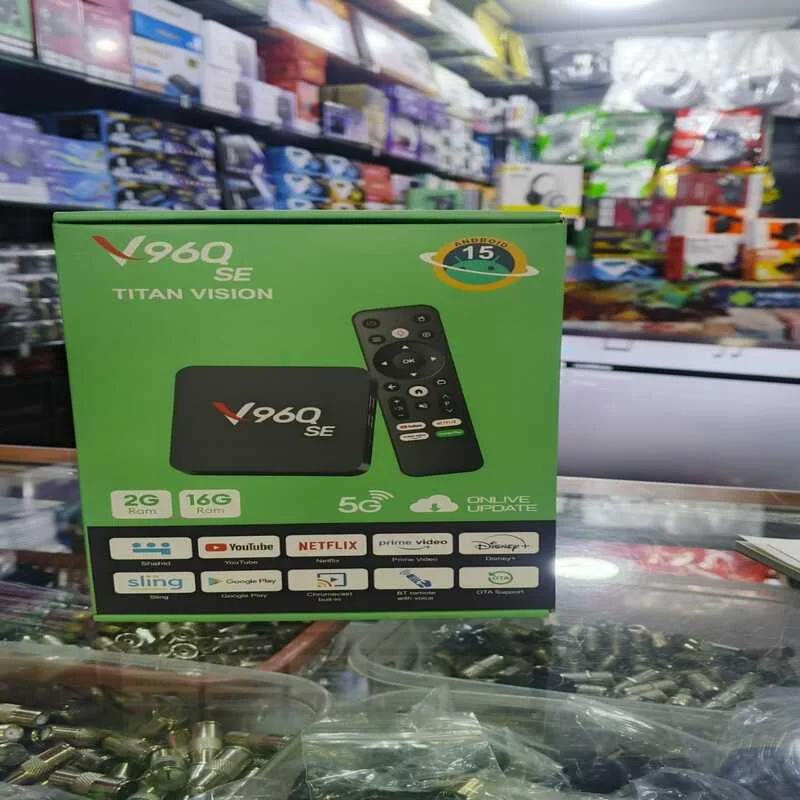 V96Q
SE
TITAN VISION
ANDROID
15
OK
YouTube
NETFLIX
V96Q
SE
2G
Ram
16G
Rom
5G
ONLIVE
UPDATE
YouTube
NETFLIX
prime video
Disney+
Shahid
YouTube
Netflix
Prime Video
Disney+
sling
Google Play
OTA
Sling
Google Play
Chromecast
built-in
BT remote
with voice
OTA Support